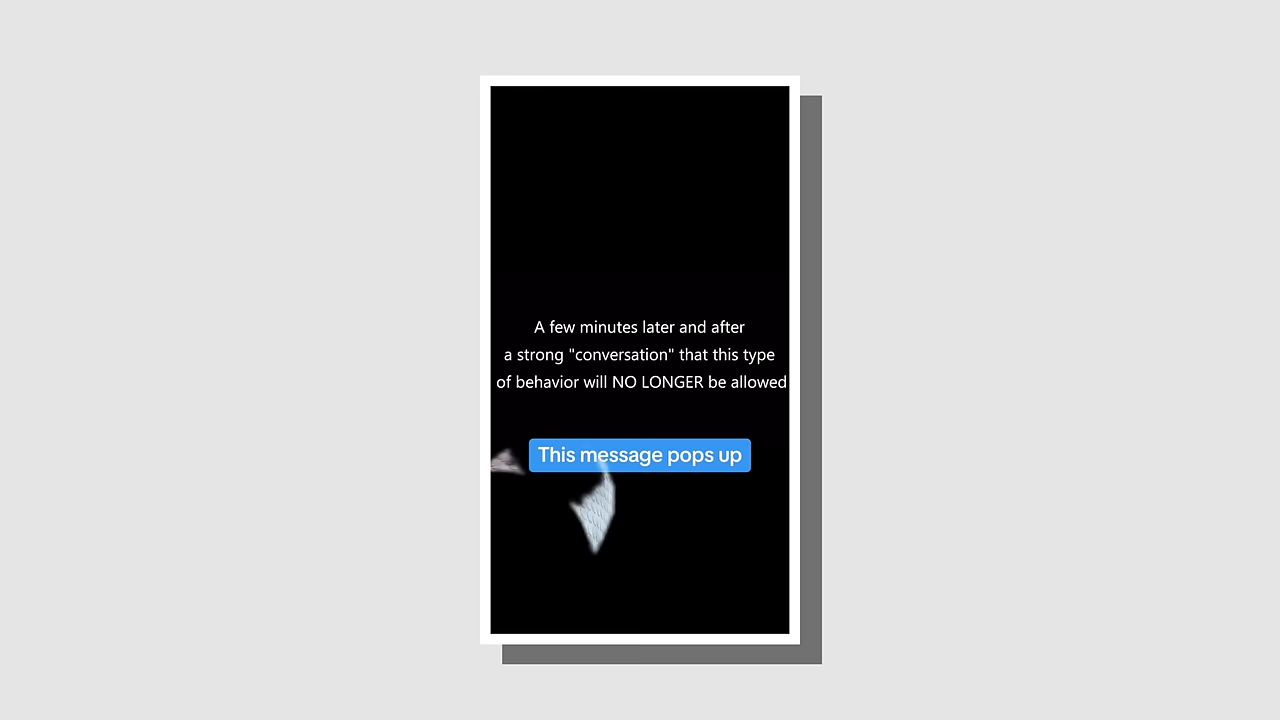 A few minutes later and after
a strong "conversation" that this type
of behavior will NO LONGER be allowed
This message pops up